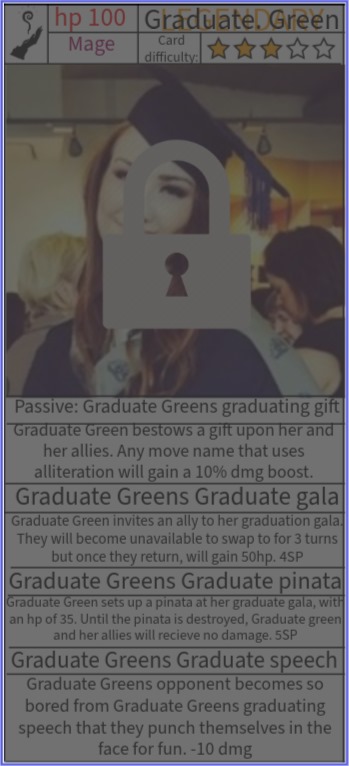 LEGENDARY
hp 100
Graduate. Green
Mage
Card
difficulty:
Passive: Graduate Greens graduating gift
Graduate Green bestows a gift upon her and
her allies. Any move name that uses
alliteration will gain a 10% dmg boost.
Graduate Greens Graduate gala
Graduate Green invites an ally to her graduation gala.
They will become unavailable to swap to for 3 turns
but once they return, will gain 50hp. 4SP
Graduate Greens Graduate pinata
Graduate Green sets up a pinata at her graduate gala, with
an hp of 35. Until the pinata is destroyed, Graduate green
and her allies will recieve no damage. 5SP
Graduate Greens Graduate speech
Graduate Greens opponent becomes so
bored from Graduate Greens graduating
speech that they punch themselves in the
face for fun. -10 dmg